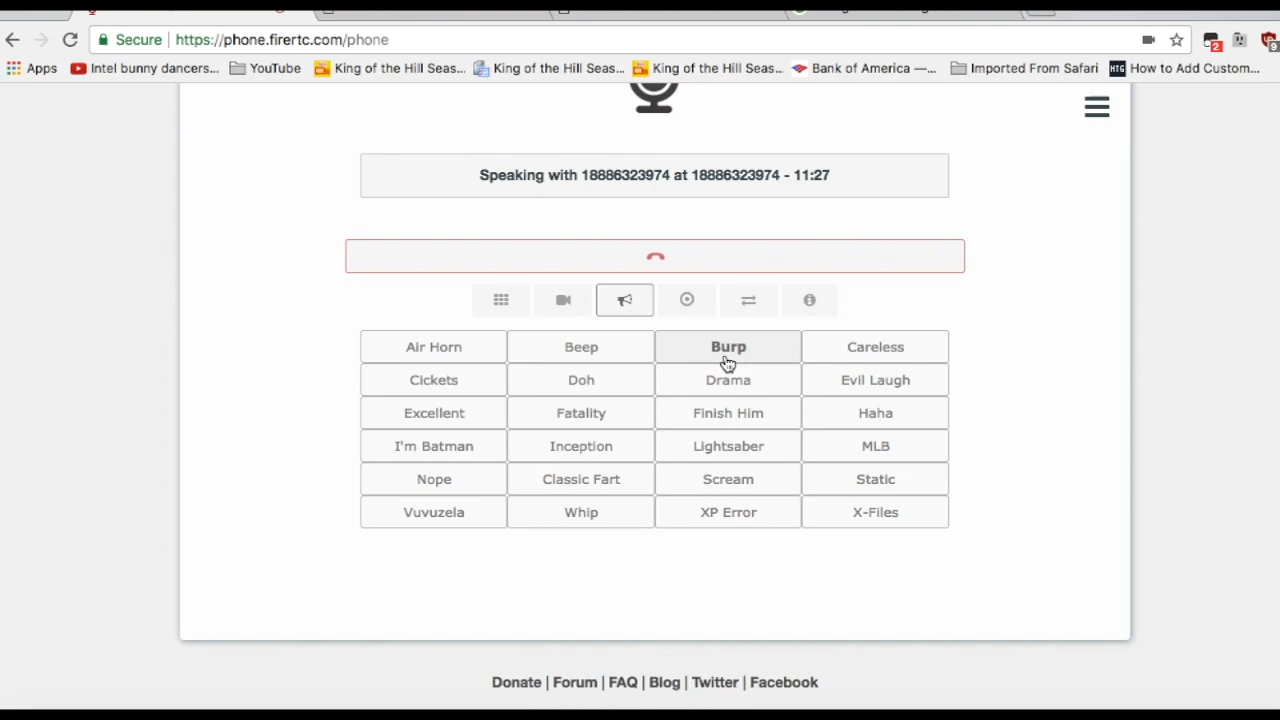 Secure | https://phone.firertc.com/phone
2
9
Apps Intel bunny dancers... YouTube King of the Hill Seas... King of the Hill Seas... King of the Hill Seas... Bank of America —... Imported From Safari HTG How to Add Custom...
Speaking with 18886323974 at 18886323974 - 11:27
Air Horn Beep Burp Careless
Cickets Doh Drama Evil Laugh
Excellent Fatality Finish Him Haha
I'm Batman Inception Lightsaber MLB
Nope Classic Fart Scream Static
Vuvuzela Whip XP Error X-Files
Donate | Forum | FAQ | Blog | Twitter | Facebook